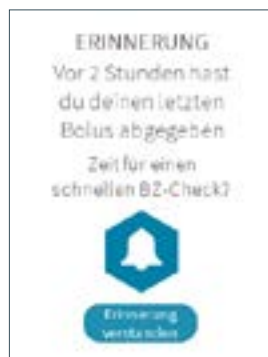 ERINNERUNG
Vor 2 Stunden hast
du deinen letzten
Bolus abgegeben
Zeit für einen
schnellen BZ-Check?
Erinnerung
verstanden